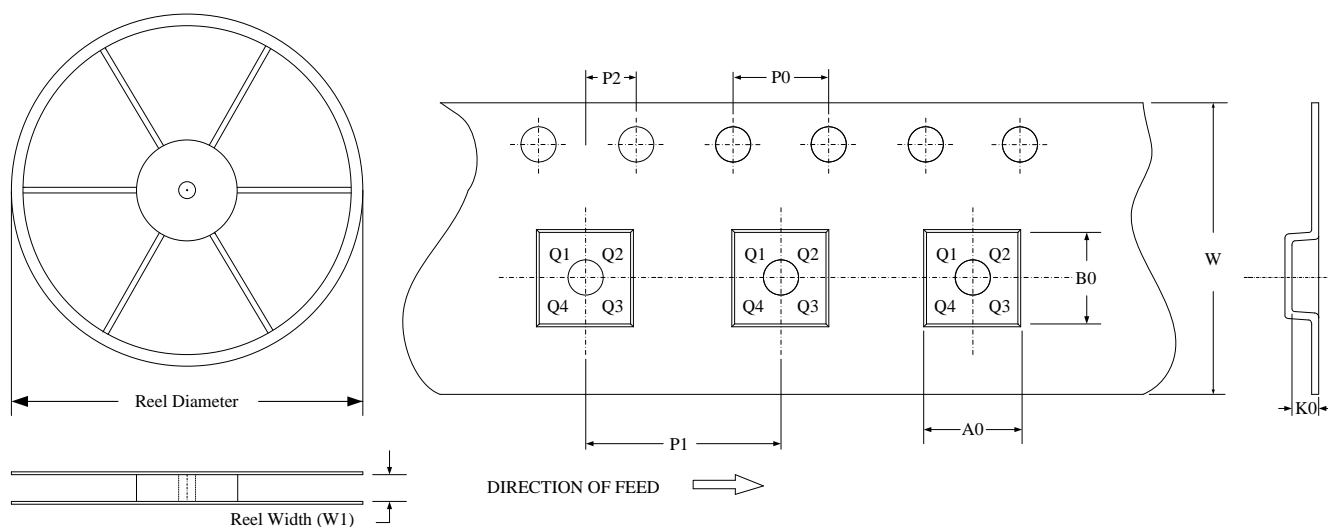 P2
P0
Q1 Q2
Q4 Q3
Q1 Q2
Q4 Q3
Q1 Q2
Q4 Q3
B0
W
K0
Reel Diameter
P1
A0
DIRECTION OF FEED
Reel Width (W1)